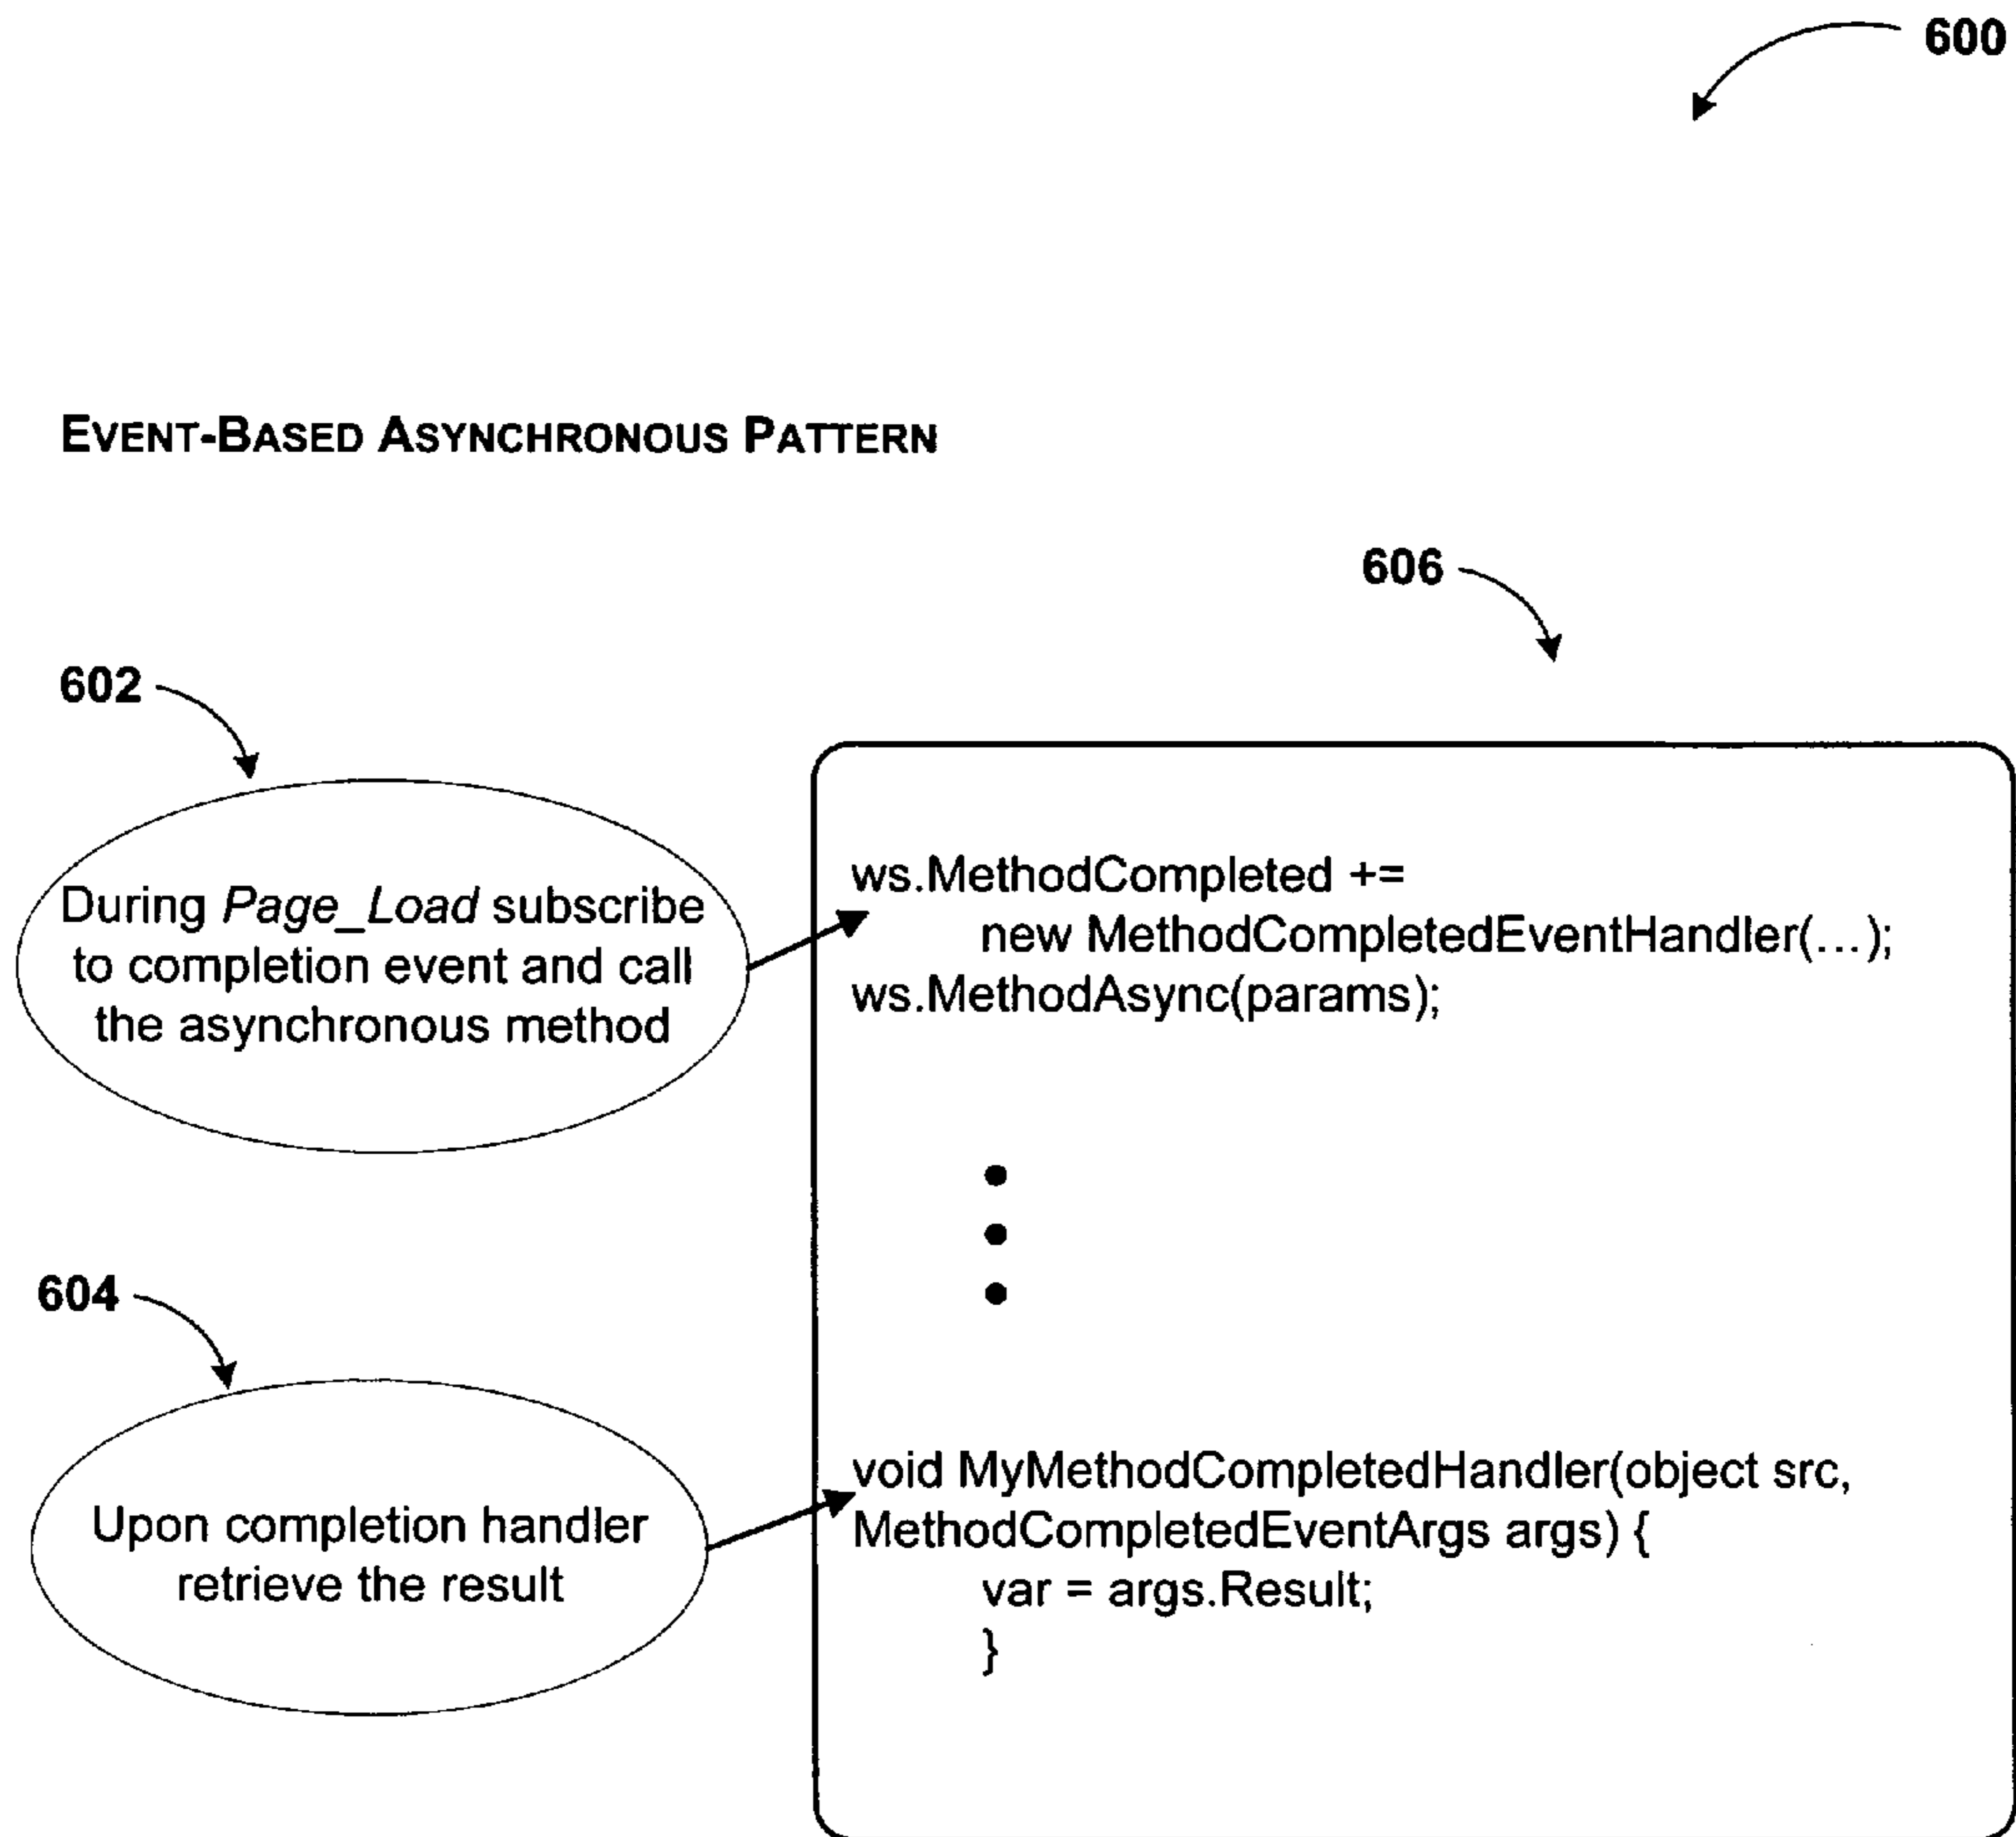 600
EVENT-BASED ASYNCHRONOUS PATTERN
606
602
During Page_Load subscribe
to completion event and call
the asynchronous method
ws.MethodCompleted +=
new MethodCompletedEventHandler(...);
ws.MethodAsync(params);
604
Upon completion handler
retrieve the result
void MyMethodCompletedHandler(object src,
MethodCompletedEventArgs args) {
var = args.Result;
}